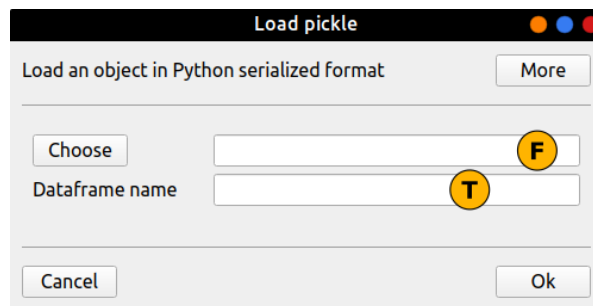 Load pickle
Load an object in Python serialized format More
Choose F
Dataframe name T
Cancel Ok